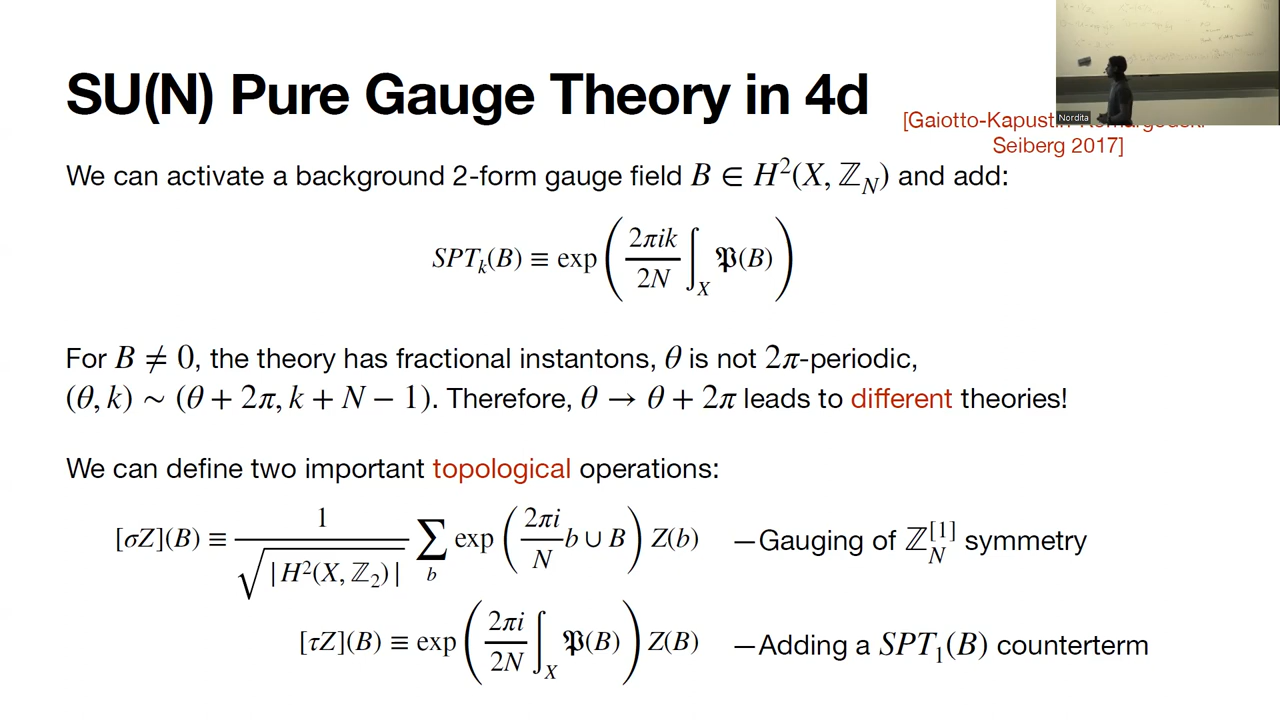 SU(N) Pure Gauge Theory in 4d
Nordita
[Gaiotto-Kapustin-Komargodski-
Seiberg 2017]
We can activate a background 2-form gauge field B ∈ H²(X, ℤ_N) and add:
SPT_k(B) ≡ exp ( 2πik / 2N ∫_X 𝔓(B) )
For B ≠ 0, the theory has fractional instantons, θ is not 2π-periodic,
(θ, k) ∼ (θ + 2π, k + N − 1). Therefore, θ → θ + 2π leads to different theories!
We can define two important topological operations:
[σZ](B) ≡ 1 / √|H²(X, ℤ₂)| ∑_b exp ( 2πi / N b ∪ B ) Z(b) —Gauging of ℤ_N^[1] symmetry
[τZ](B) ≡ exp ( 2πi / 2N ∫_X 𝔓(B) ) Z(B) —Adding a SPT₁(B) counterterm